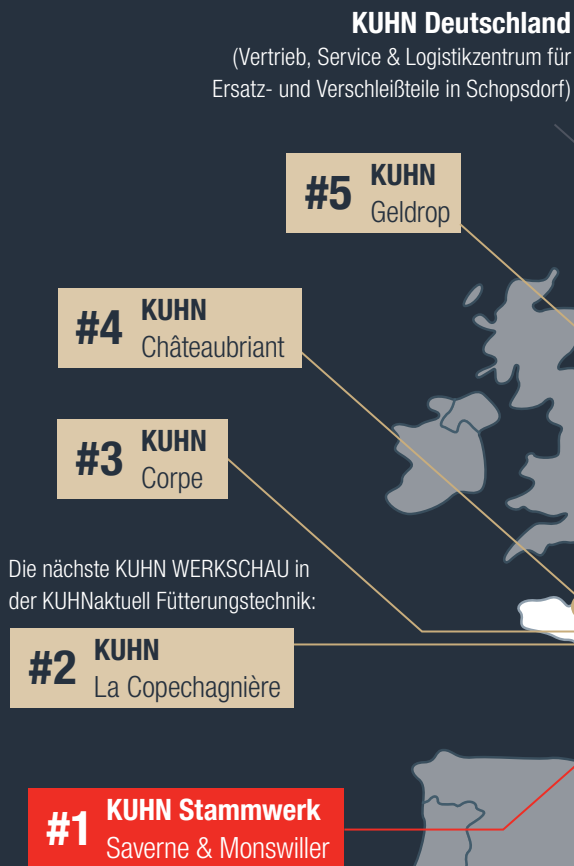 KUHN Deutschland
(Vertrieb, Service & Logistikzentrum für
Ersatz- und Verschleißteile in Schopsdorf)
#5 KUHN
Geldrop
#4 KUHN
Châteaubriant
#3 KUHN
Corpe
Die nächste KUHN WERKSCHAU in
der KUHNaktuell Fütterungstechnik:
#2 KUHN
La Copechagnière
#1 KUHN Stammwerk
Saverne & Monswiller